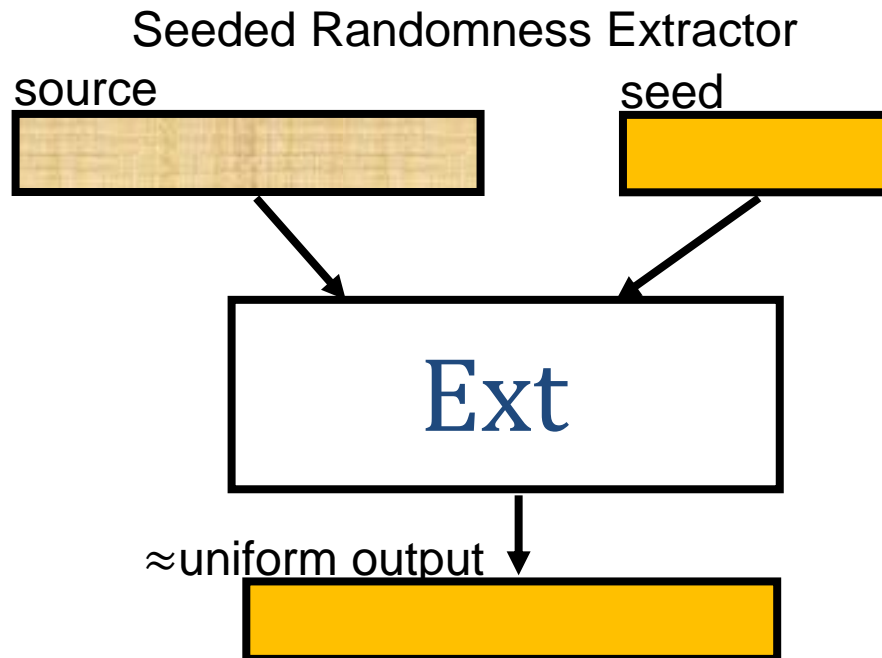 Seeded Randomness Extractor
source
seed
Ext
≈uniform output